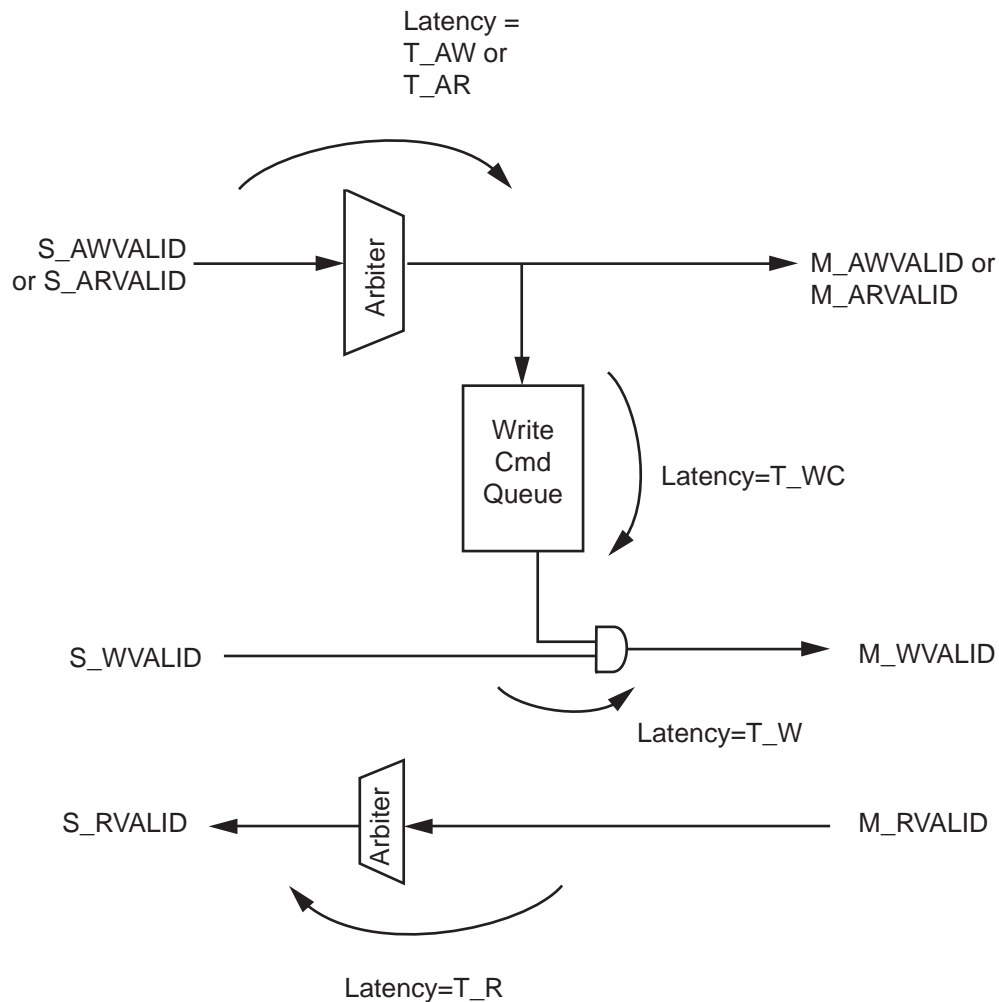 Latency =
T_AW or
T_AR
S_AWVALID
or S_ARVALID
Arbiter
M_AWVALID or
M_ARVALID
Write
Cmd
Queue
Latency=T_WC
S_WVALID
M_WVALID
Latency=T_W
S_RVALID
Arbiter
M_RVALID
Latency=T_R